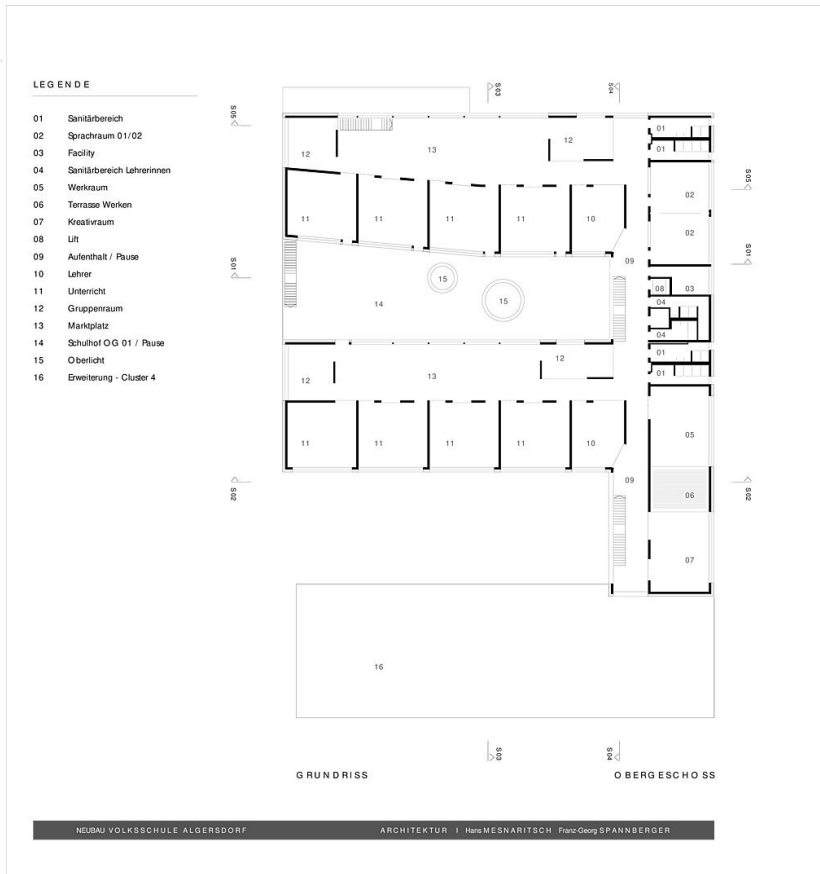 LEGENDE
01 Sanitärbereich
02 Sprachraum 01/02
03 Facility
04 Sanitärbereich Lehrerinnen
05 Werkraum
06 Terrasse Werken
07 Kreativraum
08 Lift
09 Aufenthalt / Pause
10 Lehrer
11 Unterricht
12 Gruppenraum
13 Marktplatz
14 Schulhof OG 01 / Pause
15 Oberlicht
16 Erweiterung - Cluster 4
S03 S04
S05
01
12 13 12
01
S05
02
11 11 11 11 10
02
S01 09 S01
15 08 03
14 15 04
04
01
12 13 12
01
05
11 11 11 11 10
09
S02 06 S02
07
16
S03 S04
GRUNDRISS OBERGESCHOSS
NEUBAU VOLKSSCHULE ALGERSDORF ARCHITEKTUR I Hans MESNARITSCH Franz-Georg SPANNBERGER